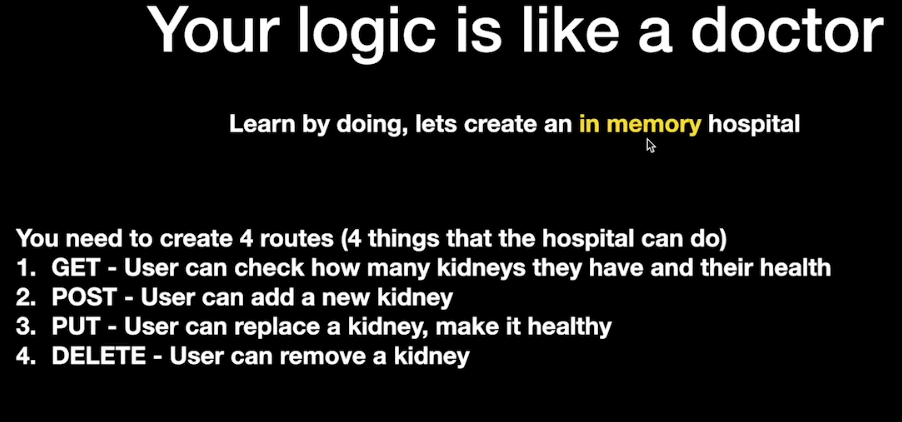 Your logic is like a doctor
Learn by doing, lets create an in memory hospital
You need to create 4 routes (4 things that the hospital can do)
1. GET - User can check how many kidneys they have and their health
2. POST - User can add a new kidney
3. PUT - User can replace a kidney, make it healthy
4. DELETE - User can remove a kidney